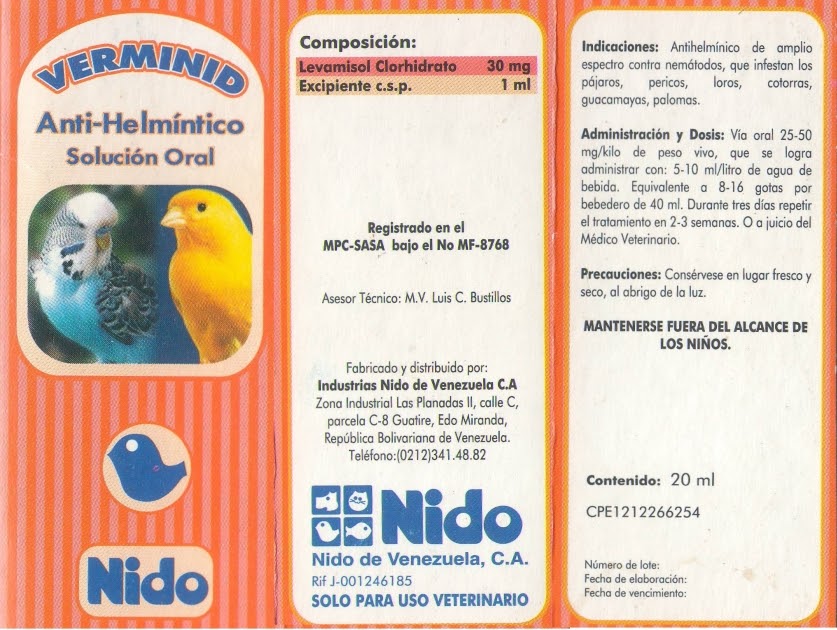 VERMINID
Anti-Helmíntico
Solución Oral
Nido
Composición:
Levamisol Clorhidrato 30 mg
Excipiente c.s.p. 1 ml
Registrado en el
MPC-SASA bajo el No MF-8768
Asesor Técnico: M.V. Luis C. Bustillos
Fabricado y distribuido por:
Industrias Nido de Venezuela C.A
Zona Industrial Las Planadas II, calle C,
parcela C-8 Guatire, Edo Miranda,
República Bolivariana de Venezuela.
Teléfono:(0212)341.48.82
Nido
Nido de Venezuela, C.A.
Rif J-001246185
SOLO PARA USO VETERINARIO
Indicaciones: Antihelmínico de amplio
espectro contra nemátodos, que infestan los
pájaros, pericos, loros, cotorras,
guacamayas, palomas.
Administración y Dosis: Vía oral 25-50
mg/kilo de peso vivo, que se logra
administrar con: 5-10 ml/litro de agua de
bebida. Equivalente a 8-16 gotas por
bebedero de 40 ml. Durante tres días repetir
el tratamiento en 2-3 semanas. O a juicio del
Médico Veterinario.
Precauciones: Consérvese en lugar fresco y
seco, al abrigo de la luz.
MANTENERSE FUERA DEL ALCANCE DE
LOS NIÑOS.
Contenido: 20 ml
CPE1212266254
Número de lote:
Fecha de elaboración:
Fecha de vencimiento: